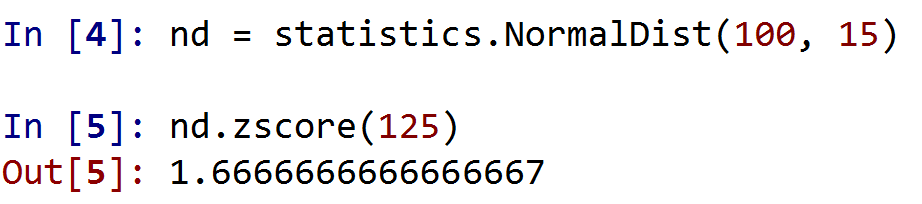 In [4]: nd = statistics.NormalDist(100, 15)
In [5]: nd.zscore(125)
Out[5]: 1.6666666666666667